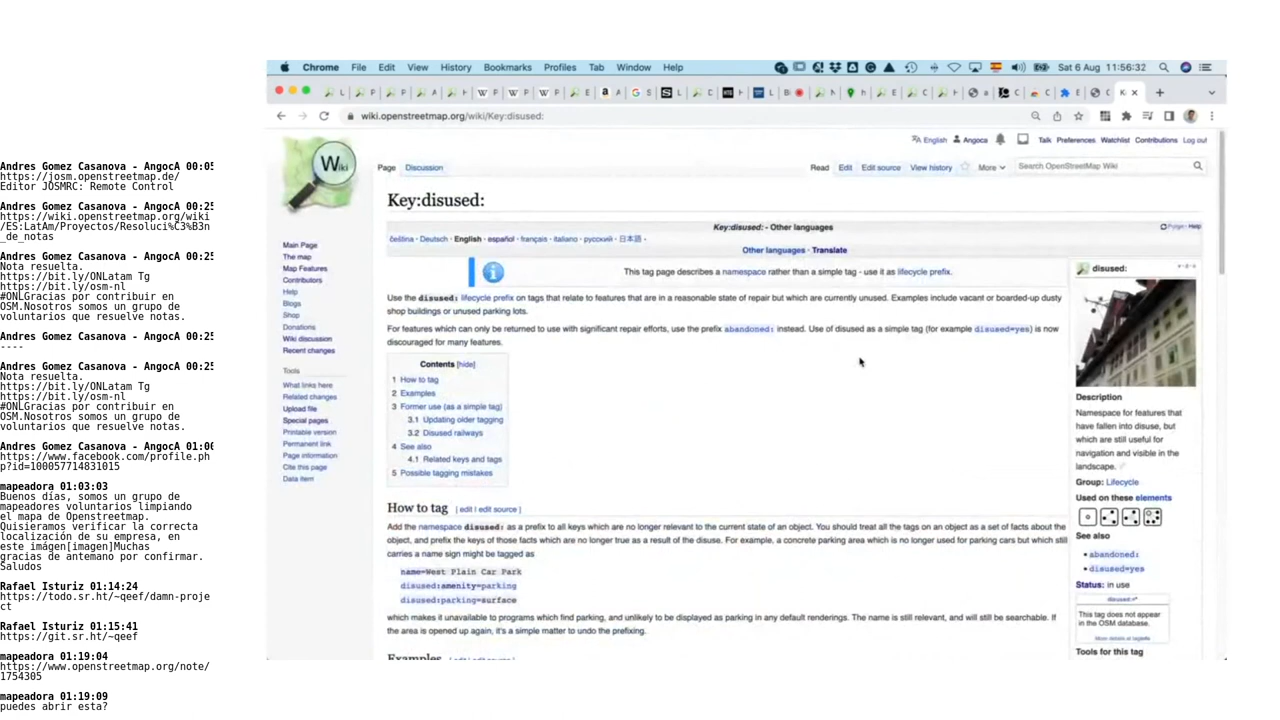 Andres Gomez Casanova - AngocA 00:05
https://josm.openstreetmap.de/
Editor JOSMRC: Remote Control
Andres Gomez Casanova - AngocA 00:25
https://wiki.openstreetmap.org/wiki
/ES:LatAm/Proyectos/Resoluci%C3%B3n
_de_notas
Andres Gomez Casanova - AngocA 00:25
Nota resuelta.
https://bit.ly/ONLatam Tg
https://bit.ly/osm-nl
#ONLGracias por contribuir en
OSM.Nosotros somos un grupo de
voluntarios que resuelve notas.
Andres Gomez Casanova - AngocA 00:25
----
Andres Gomez Casanova - AngocA 00:25
Nota resuelta.
https://bit.ly/ONLatam Tg
https://bit.ly/osm-nl
#ONLGracias por contribuir en
OSM.Nosotros somos un grupo de
voluntarios que resuelve notas.
Andres Gomez Casanova - AngocA 01:00
https://www.facebook.com/profile.ph
p?id=100057714831015
mapeadora 01:03:03
Buenos días, somos un grupo de
mapeadores voluntarios limpiando
el mapa de Openstreetmap.
Quisieramos verificar la correcta
localización de su empresa, en
este imágen[imagen]Muchas
gracias de antemano por confirmar.
Saludos
Rafael Isturiz 01:14:24
https://todo.sr.ht/~qeef/damn-proje
ct
Rafael Isturiz 01:15:41
https://git.sr.ht/~qeef
mapeadora 01:19:04
https://www.openstreetmap.org/note/
1754305
mapeadora 01:19:09
puedes abrir esta?
Chrome File Edit View History Bookmarks Profiles Tab Window Help
Sat 6 Aug 11:56:32
wiki.openstreetmap.org/wiki/Key:disused:
English Angoca Talk Preferences Watchlist Contributions Log out
Wiki
Page Discussion
Read Edit Edit source View history More
Search OpenStreetMap Wiki
Main Page
The map
Map Features
Contributors
Help
Blogs
Shop
Donations
Wiki discussion
Recent changes
Tools
What links here
Related changes
Upload file
Special pages
Printable version
Permanent link
Page information
Cite this page
Data item
Key:disused:
Key:disused: - Other languages
Purge · Help
čeština · Deutsch · English · español · français · italiano · русский · 日本語 ·
Other languages · Translate
This tag page describes a namespace rather than a simple tag - use it as lifecycle prefix.
Use the disused: lifecycle prefix on tags that relate to features that are in a reasonable state of repair but which are currently unused. Examples include vacant or boarded-up dusty
shop buildings or unused parking lots.
For features which can only be returned to use with significant repair efforts, use the prefix abandoned: instead. Use of disused as a simple tag (for example disused=yes) is now
discouraged for many features.
Contents [hide]
1 How to tag
2 Examples
3 Former use (as a simple tag)
3.1 Updating older tagging
3.2 Disused railways
4 See also
4.1 Related keys and tags
5 Possible tagging mistakes
How to tag [ edit | edit source ]
Add the namespace disused: as a prefix to all keys which are no longer relevant to the current state of an object. You should treat all the tags on an object as a set of facts about the
object, and prefix the keys of those facts which are no longer true as a result of the disuse. For example, a concrete parking area which is no longer used for parking cars but which still
carries a name sign might be tagged as
name=West Plain Car Park
disused:amenity=parking
disused:parking=surface
which makes it unavailable to programs which find parking, and unlikely to be displayed as parking in any default renderings. The name is still relevant, and will still be searchable. If
the area is opened up again, it's a simple matter to undo the prefixing.
Examples [ edit | edit source ]
disused:
Description
Namespace for features that
have fallen into disuse, but
which are still useful for
navigation and visible in the
landscape.
Group: Lifecycle
Used on these elements
See also
• abandoned:
• disused=yes
Status: in use
disused:
This tag does not appear
in the OSM database.
More details at taginfo
Tools for this tag